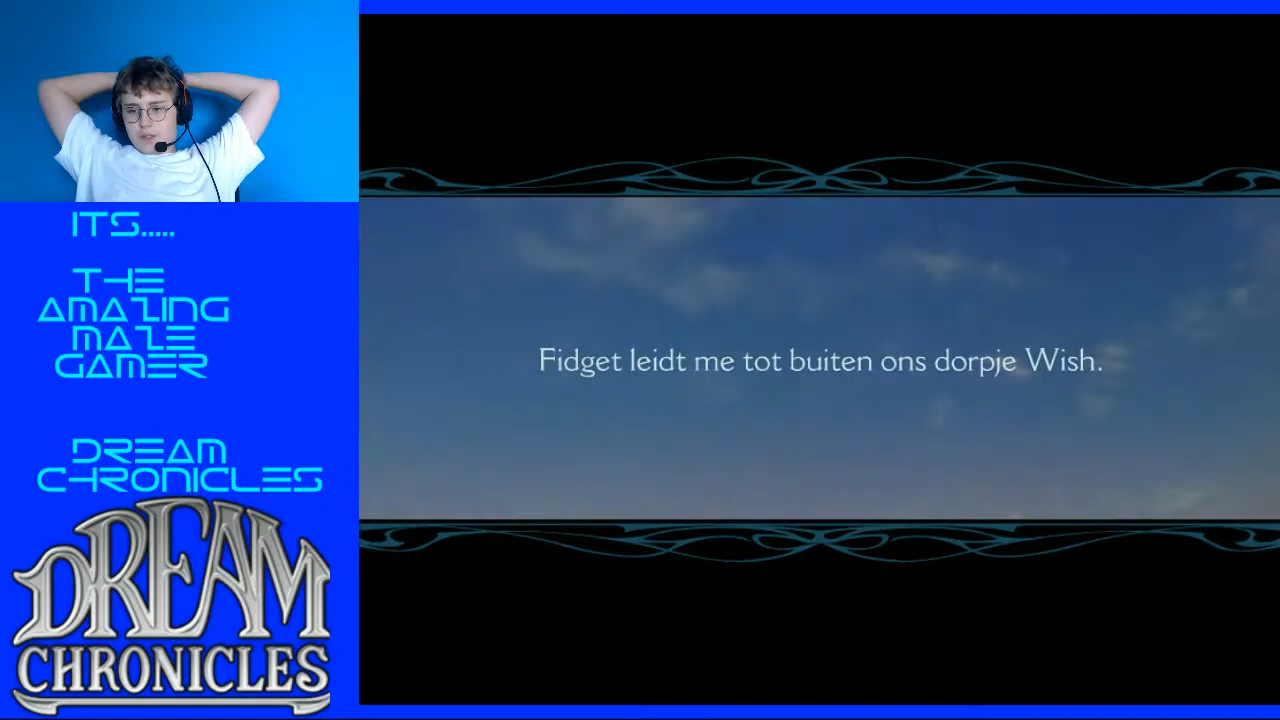 ITS.....
THE
AMAZING
MAZE
GAMER
DREAM
CHRONICLES
DREAM
CHRONICLES
Fidget leidt me tot buiten ons dorpje Wish.